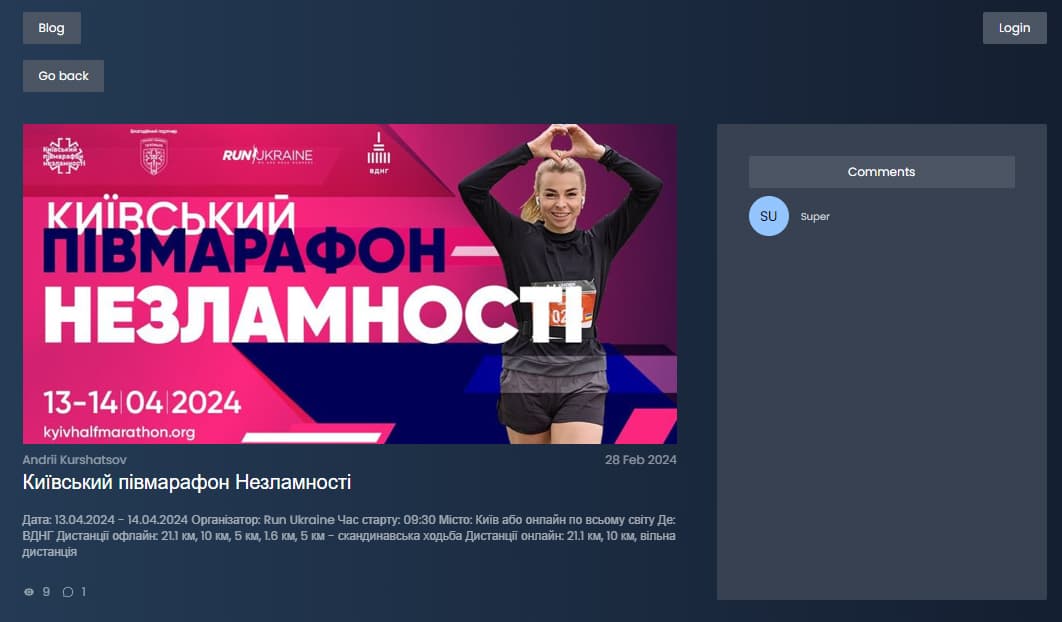 Blog
Login
Go back
Благодійний партнер
Київський
півмарафон
незламності
RUN UKRAINE
ВДНГ
КИЇВСЬКИЙ
ПІВМАРАФОН
НЕЗЛАМНОСТІ
13-14|04|2024
kyivhalfmarathon.org
Andrii Kurshatsov
28 Feb 2024
Київський півмарафон Незламності
Дата: 13.04.2024 - 14.04.2024 Організатор: Run Ukraine Час старту: 09:30 Місто: Київ або онлайн по всьому світу Де:
ВДНГ Дистанції офлайн: 21.1 км, 10 км, 5 км, 1.6 км, 5 км - скандинавська ходьба Дистанції онлайн: 21.1 км, 10 км, вільна
дистанція
9 1
Comments
SU
Super